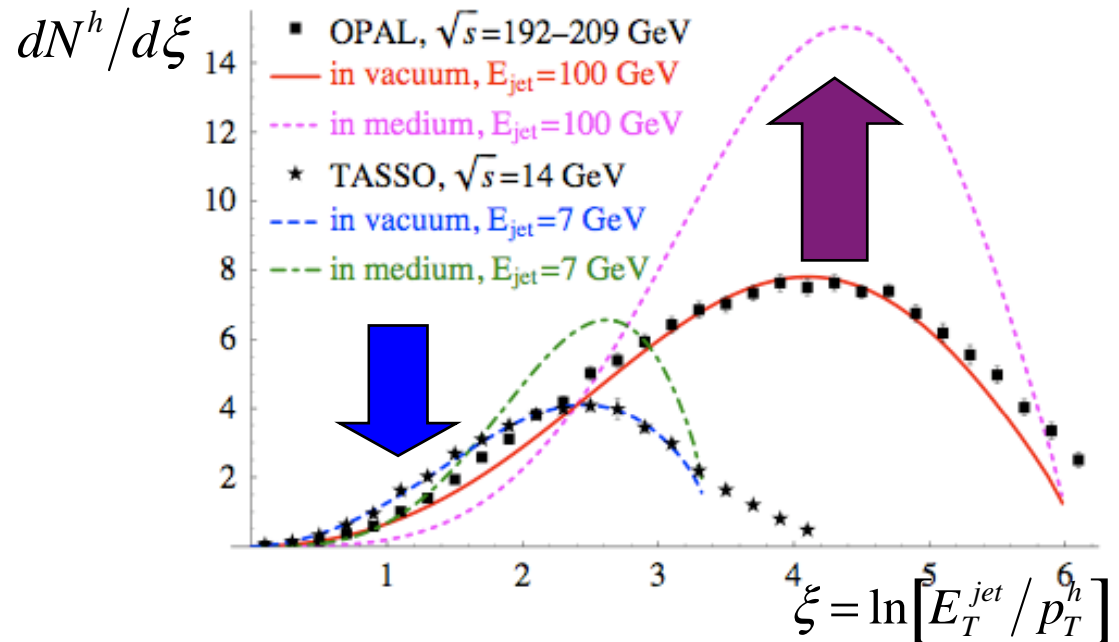 dN^h/dξ
■ OPAL, √s=192–209 GeV
in vacuum, E_jet=100 GeV
in medium, E_jet=100 GeV
★ TASSO, √s=14 GeV
in vacuum, E_jet=7 GeV
in medium, E_jet=7 GeV
14
12
10
8
6
4
2
1 2 3 4 5 6
ξ = ln[E_T^jet / p_T^h]